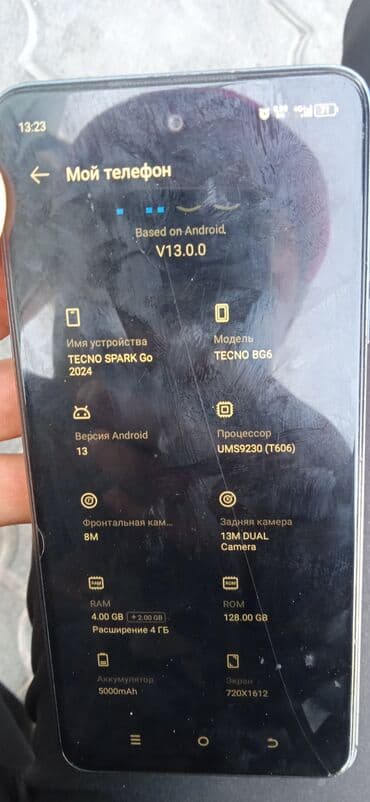 13:23
Мой телефон
Based on Android
V13.0.0
Имя устройства
TECNO SPARK Go
2024
Модель
TECNO BG6
Версия Android
13
Процессор
UMS9230 (T606)
Фронтальная кам...
8M
Задняя камера
13M DUAL
Camera
RAM
RAM
4.00 GB +2.00 GB
Расширение 4 ГБ
ROM
ROM
128.00 GB
Аккумулятор
5000mAh
Экран
720X1612